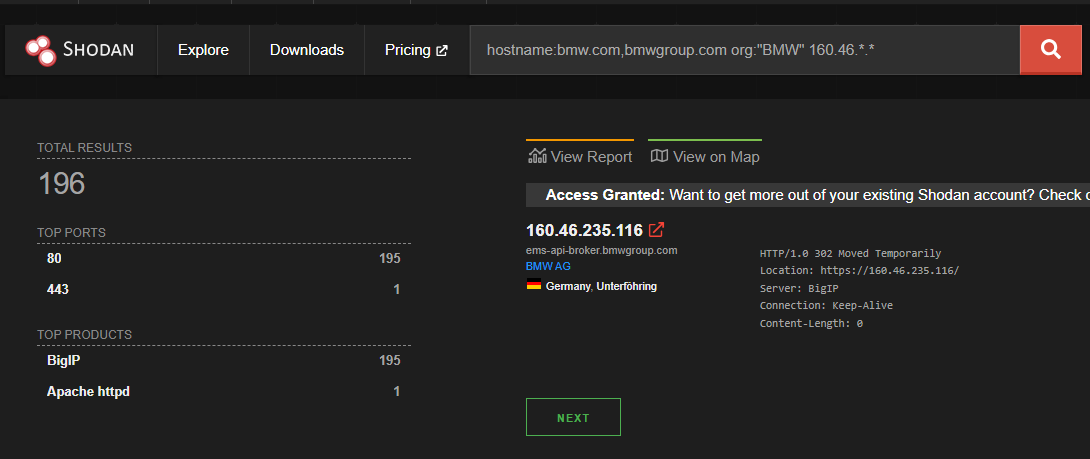 SHODAN Explore Downloads Pricing hostname:bmw.com,bmwgroup.com org:"BMW" 160.46.*.*
TOTAL RESULTS
196
TOP PORTS
80 195
443 1
TOP PRODUCTS
BigIP 195
Apache httpd 1
View Report View on Map
Access Granted: Want to get more out of your existing Shodan account? Check
160.46.235.116
ems-api-broker.bmwgroup.com
BMW AG
Germany, Unterföhring
HTTP/1.0 302 Moved Temporarily
Location: https://160.46.235.116/
Server: BigIP
Connection: Keep-Alive
Content-Length: 0
NEXT